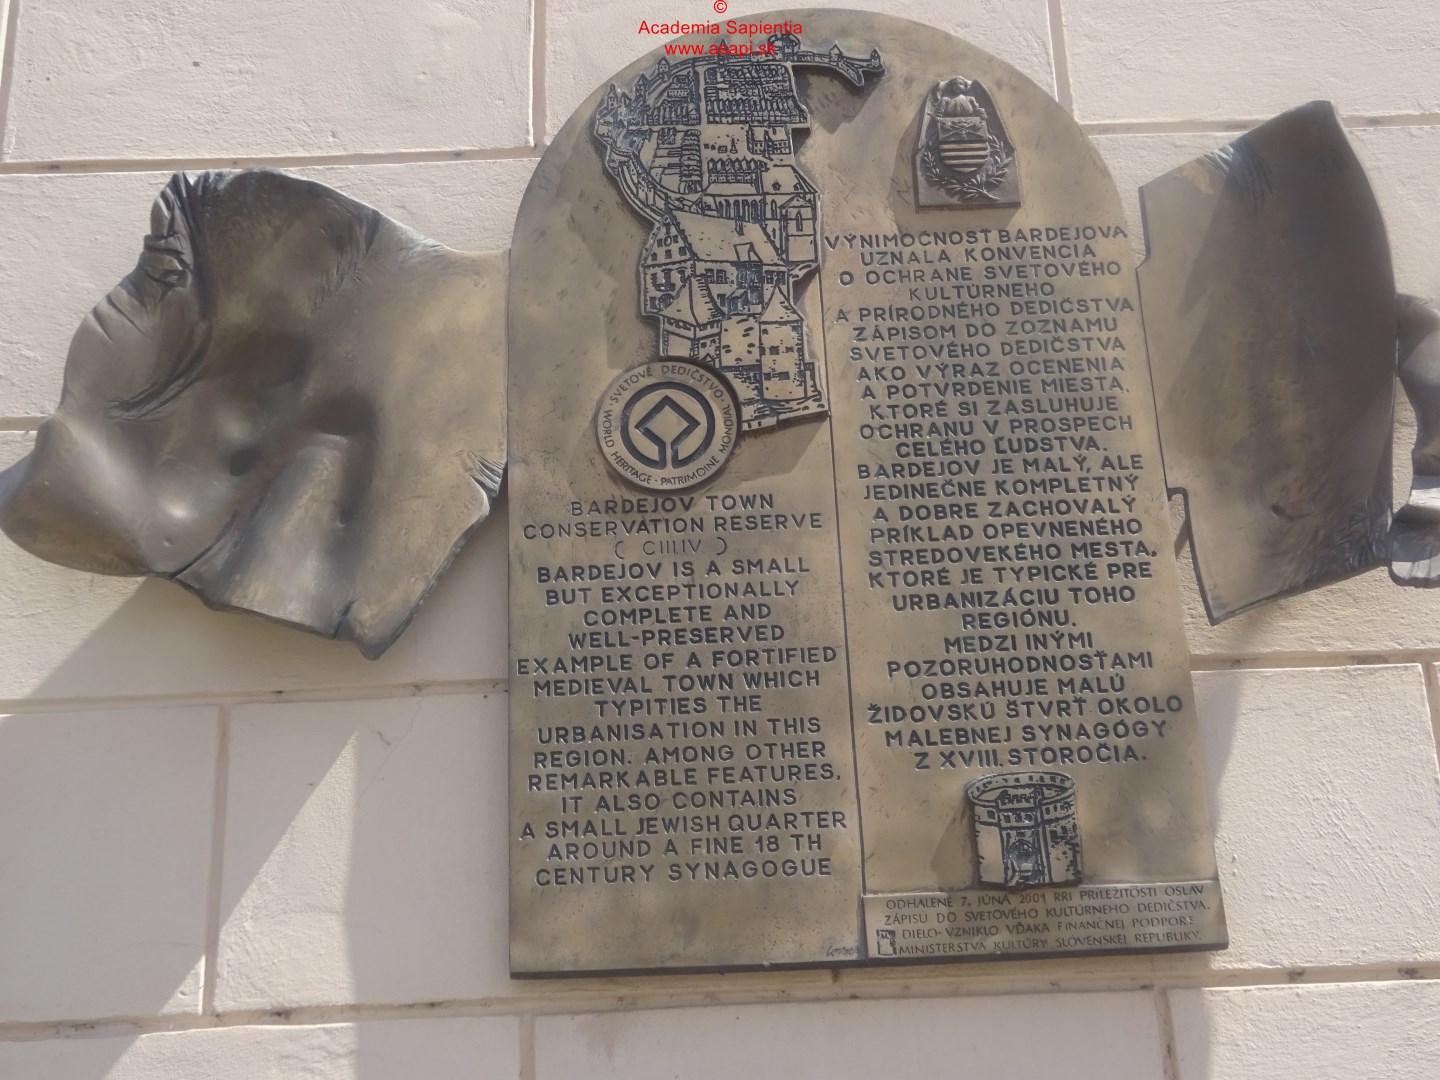 ©
Academia Sapientia
www.asapi.sk
· SVETOVÉ DEDIČSTVO · WORLD HERITAGE · PATRIMOINE MONDIAL
BARDEJOV TOWN
CONSERVATION RESERVE
( CIII.IV )
BARDEJOV IS A SMALL
BUT EXCEPTIONALLY
COMPLETE AND
WELL-PRESERVED
EXAMPLE OF A FORTIFIED
MEDIEVAL TOWN WHICH
TYPITIES THE
URBANISATION IN THIS
REGION. AMONG OTHER
REMARKABLE FEATURES,
IT ALSO CONTAINS
A SMALL JEWISH QUARTER
AROUND A FINE 18 TH
CENTURY SYNAGOGUE
VÝNIMOČNOSŤ BARDEJOVA
UZNALA KONVENCIA
O OCHRANE SVETOVÉHO
KULTÚRNEHO
A PRÍRODNÉHO DEDIČSTVA
ZÁPISOM DO ZOZNAMU
SVETOVÉHO DEDIČSTVA
AKO VÝRAZ OCENENIA
A POTVRDENIE MIESTA,
KTORÉ SI ZASLUHUJE
OCHRANU V PROSPECH
CELÉHO ĽUDSTVA.
BARDEJOV JE MALÝ, ALE
JEDINEČNE KOMPLETNÝ
A DOBRE ZACHOVALÝ
PRÍKLAD OPEVNENÉHO
STREDOVEKÉHO MESTA,
KTORÉ JE TYPICKÉ PRE
URBANIZÁCIU TOHO
REGIÓNU.
MEDZI INÝMI
POZORUHODNOSŤAMI
OBSAHUJE MALÚ
ŽIDOVSKÚ ŠTVRŤ OKOLO
MALEBNEJ SYNAGÓGY
Z XVIII. STOROČIA.
ODHALENÉ 7. JÚNA 2001 RRI PRÍLEŽITOSTI OSLÁV
ZÁPISU DO SVETOVÉHO KULTÚRNEHO DEDIČSTVA.
DIELO VZNIKLO VĎAKA FINANČNEJ PODPORE
MINISTERSTVA KULTÚRY SLOVENSKEJ REPUBLIKY.